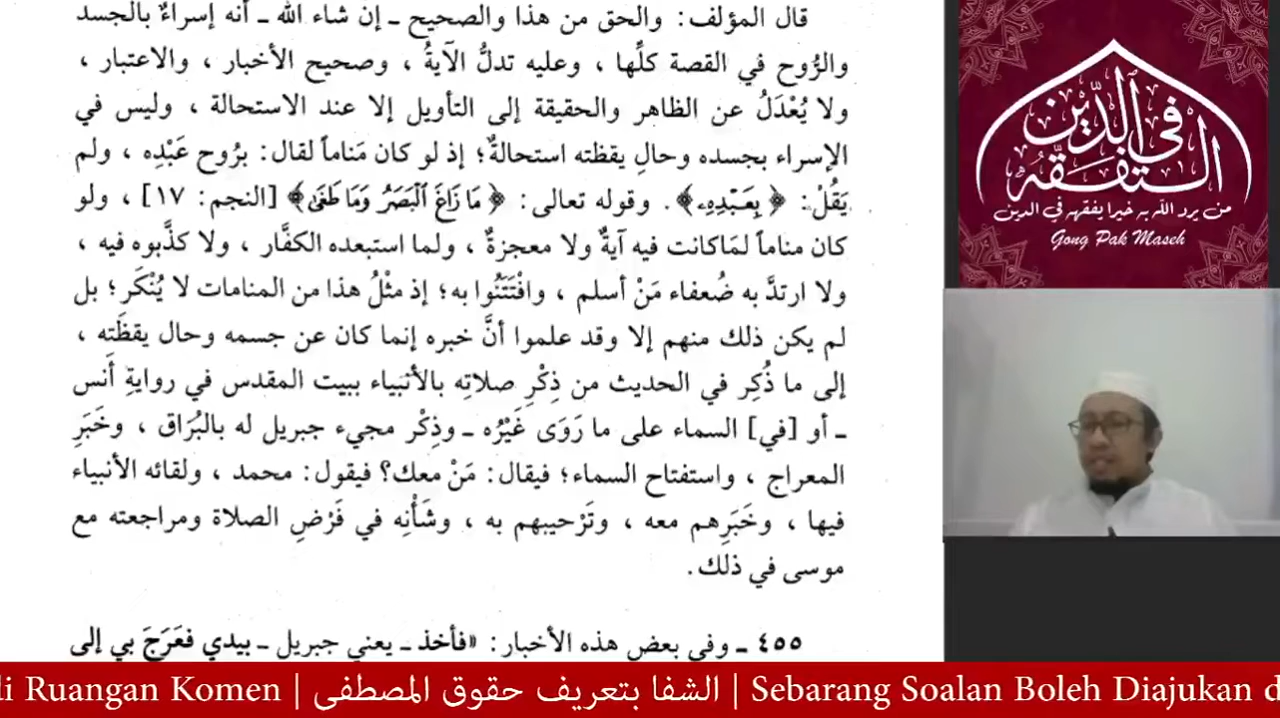 قال المؤلف: والحق من هذا والصحيح ـ إن شاء الله ـ أنه إسراءٌ بالجسد
والرُّوح في القصة كلِّها ، وعليه تدلُّ الآيةُ ، وصحيح الأخبار ، والاعتبار ،
ولا يُعْدَلُ عن الظاهر والحقيقة إلى التأويل إلا عند الاستحالة ، وليس في
الإسراء بجسده وحالِ يقظته استحالةٌ؛ إذ لو كان مَناماً لقال: برُوح عَبْدِه ، ولم
يَقُلْ: ﴿بِعَبْدِهِۦ﴾. وقوله تعالى: ﴿مَا زَاغَ ٱلْبَصَرُ وَمَا طَغَىٰ﴾ [النجم: ١٧] ، ولو
كان مناماً لمَاكانت فيه آيةٌ ولا معجزةٌ ، ولما استبعده الكفَّار ، ولا كذَّبوه فيه ،
ولا ارتدَّ به ضُعفاء مَنْ أسلم ، وافْتَتَنُوا به؛ إذ مثْلُ هذا من المنامات لا يُنْكَر؛ بل
لم يكن ذلك منهم إلا وقد علموا أنَّ خبره إنما كان عن جسمه وحال يقظَته ،
إلى ما ذُكِر في الحديث من ذِكْرِ صلاتِه بالأنبياء ببيت المقدس في روايةِ أنس
ـ أو [في] السماء على ما رَوَى غَيْرُه ـ وذِكْر مجيء جبريل له بالبُرَاق ، وخَبَرِ
المعراج ، واستفتاح السماء؛ فيقال: مَنْ معك؟ فيقول: محمد ، ولقائه الأنبياء
فيها ، وخَبَرِهم معه ، وتَرْحيبهم به ، وشَأْنِه في فَرْضِ الصلاة ومراجعته مع
موسى في ذلك.
٤٥٥ ـ وفي بعض هذه الأخبار: «فأخذ ـ يعني جبريل ـ بيدي فعَرَجَ بي إلى
التفقه في الدين
من يرد الله به خيرا يفقهه في الدين
Gong Pak Maseh
di Ruangan Komen | الشفا بتعريف حقوق المصطفى | Sebarang Soalan Boleh Diajukan d